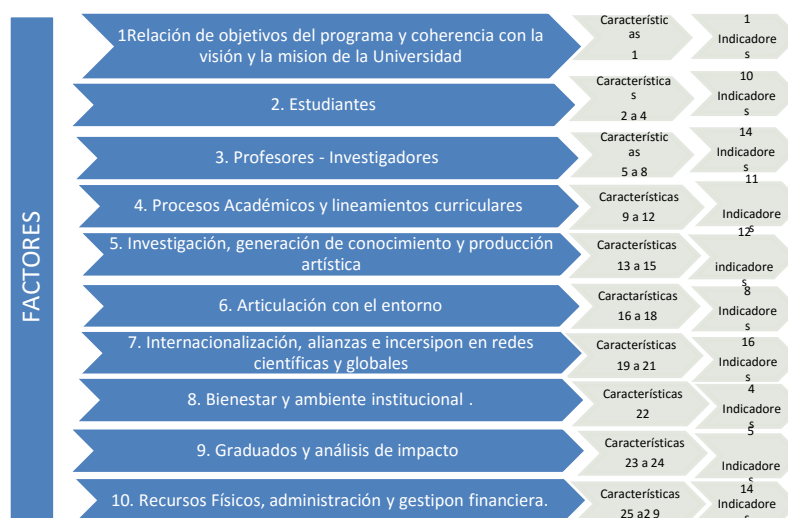 FACTORES
1Relación de objetivos del programa y coherencia con la
visión y la mision de la Universidad
Característic
as
1
1
Indicadore
s
2. Estudiantes
Característica
s
2 a 4
10
Indicadore
s
3. Profesores - Investigadores
Característic
as
5 a 8
14
Indicadore
s
4. Procesos Académicos y lineamientos curriculares
Características
9 a 12
11
Indicadore
s
5. Investigación, generación de conocimiento y producción
artística
Características
13 a 15
12
indicadore
s
6. Articulación con el entorno
Caractarísticas
16 a 18
8
Indicadore
s
7. Internacionalización, alianzas e incersipon en redes
científicas y globales
Características
19 a 21
16
Indicadore
s
8. Bienestar y ambiente institucional .
Características
22
4
Indicadore
s
9. Graduados y análisis de impacto
Características
23 a 24
5
Indicadore
s
10. Recursos Físicos, administración y gestipon financiera.
Características
25 a2 9
14
Indicadore
s